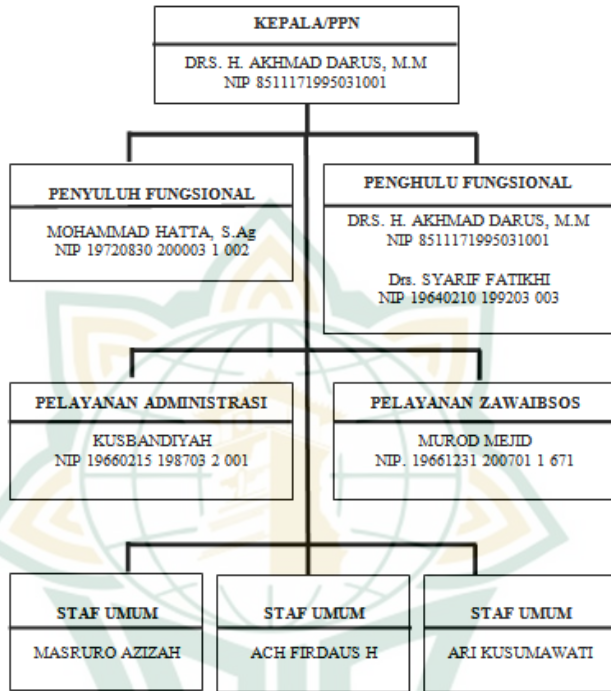 KEPALA/PPN
DRS. H. AKHMAD DARUS, M.M
NIP 8511171995031001
PENYULUH FUNGSIONAL
MOHAMMAD HATTA, S.Ag
NIP 19720830 200003 1 002
PENGHULU FUNGSIONAL
DRS. H. AKHMAD DARUS, M.M
NIP 8511171995031001
Drs. SYARIF FATIKHI
NIP 19640210 199203 003
PELAYANAN ADMINISTRASI
KUSBANDIYAH
NIP 19660215 198703 2 001
PELAYANAN ZAWAIBSOS
MUROD MEJID
NIP. 19661231 200701 1 671
STAF UMUM
MASRURO AZIZAH
STAF UMUM
ACH FIRDAUS H
STAF UMUM
ARI KUSUMAWATI